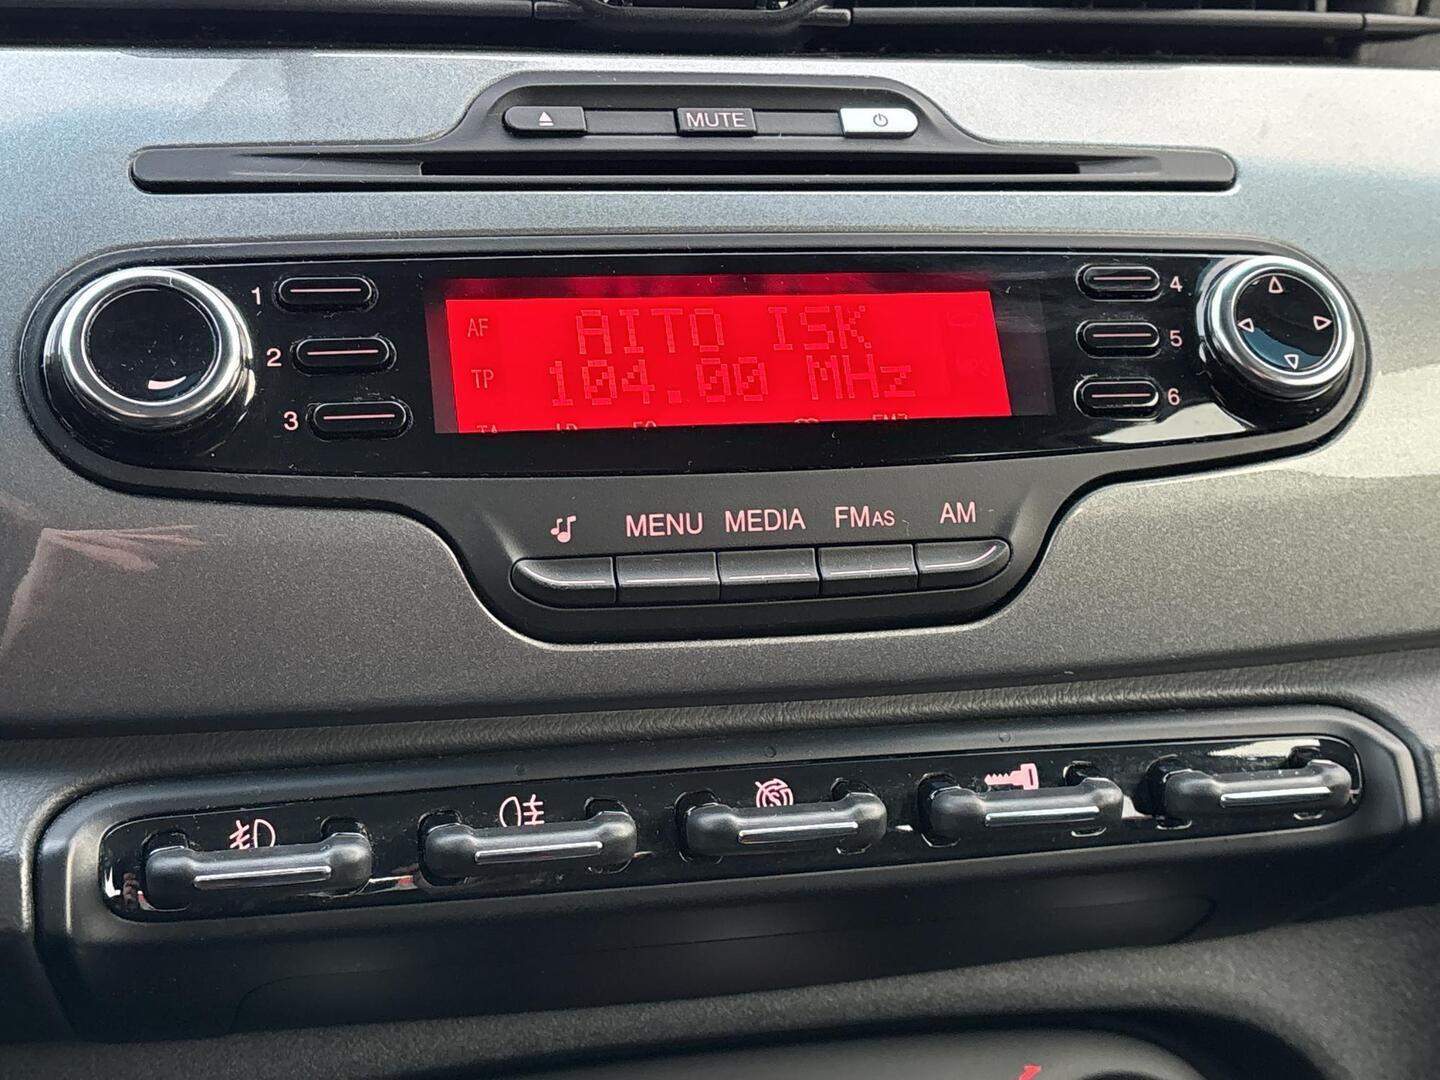 MUTE
1
2
3
AF
TP
AITO ISK
104.00 MHz
4
5
6
MENU
MEDIA
FMAS
AM
S